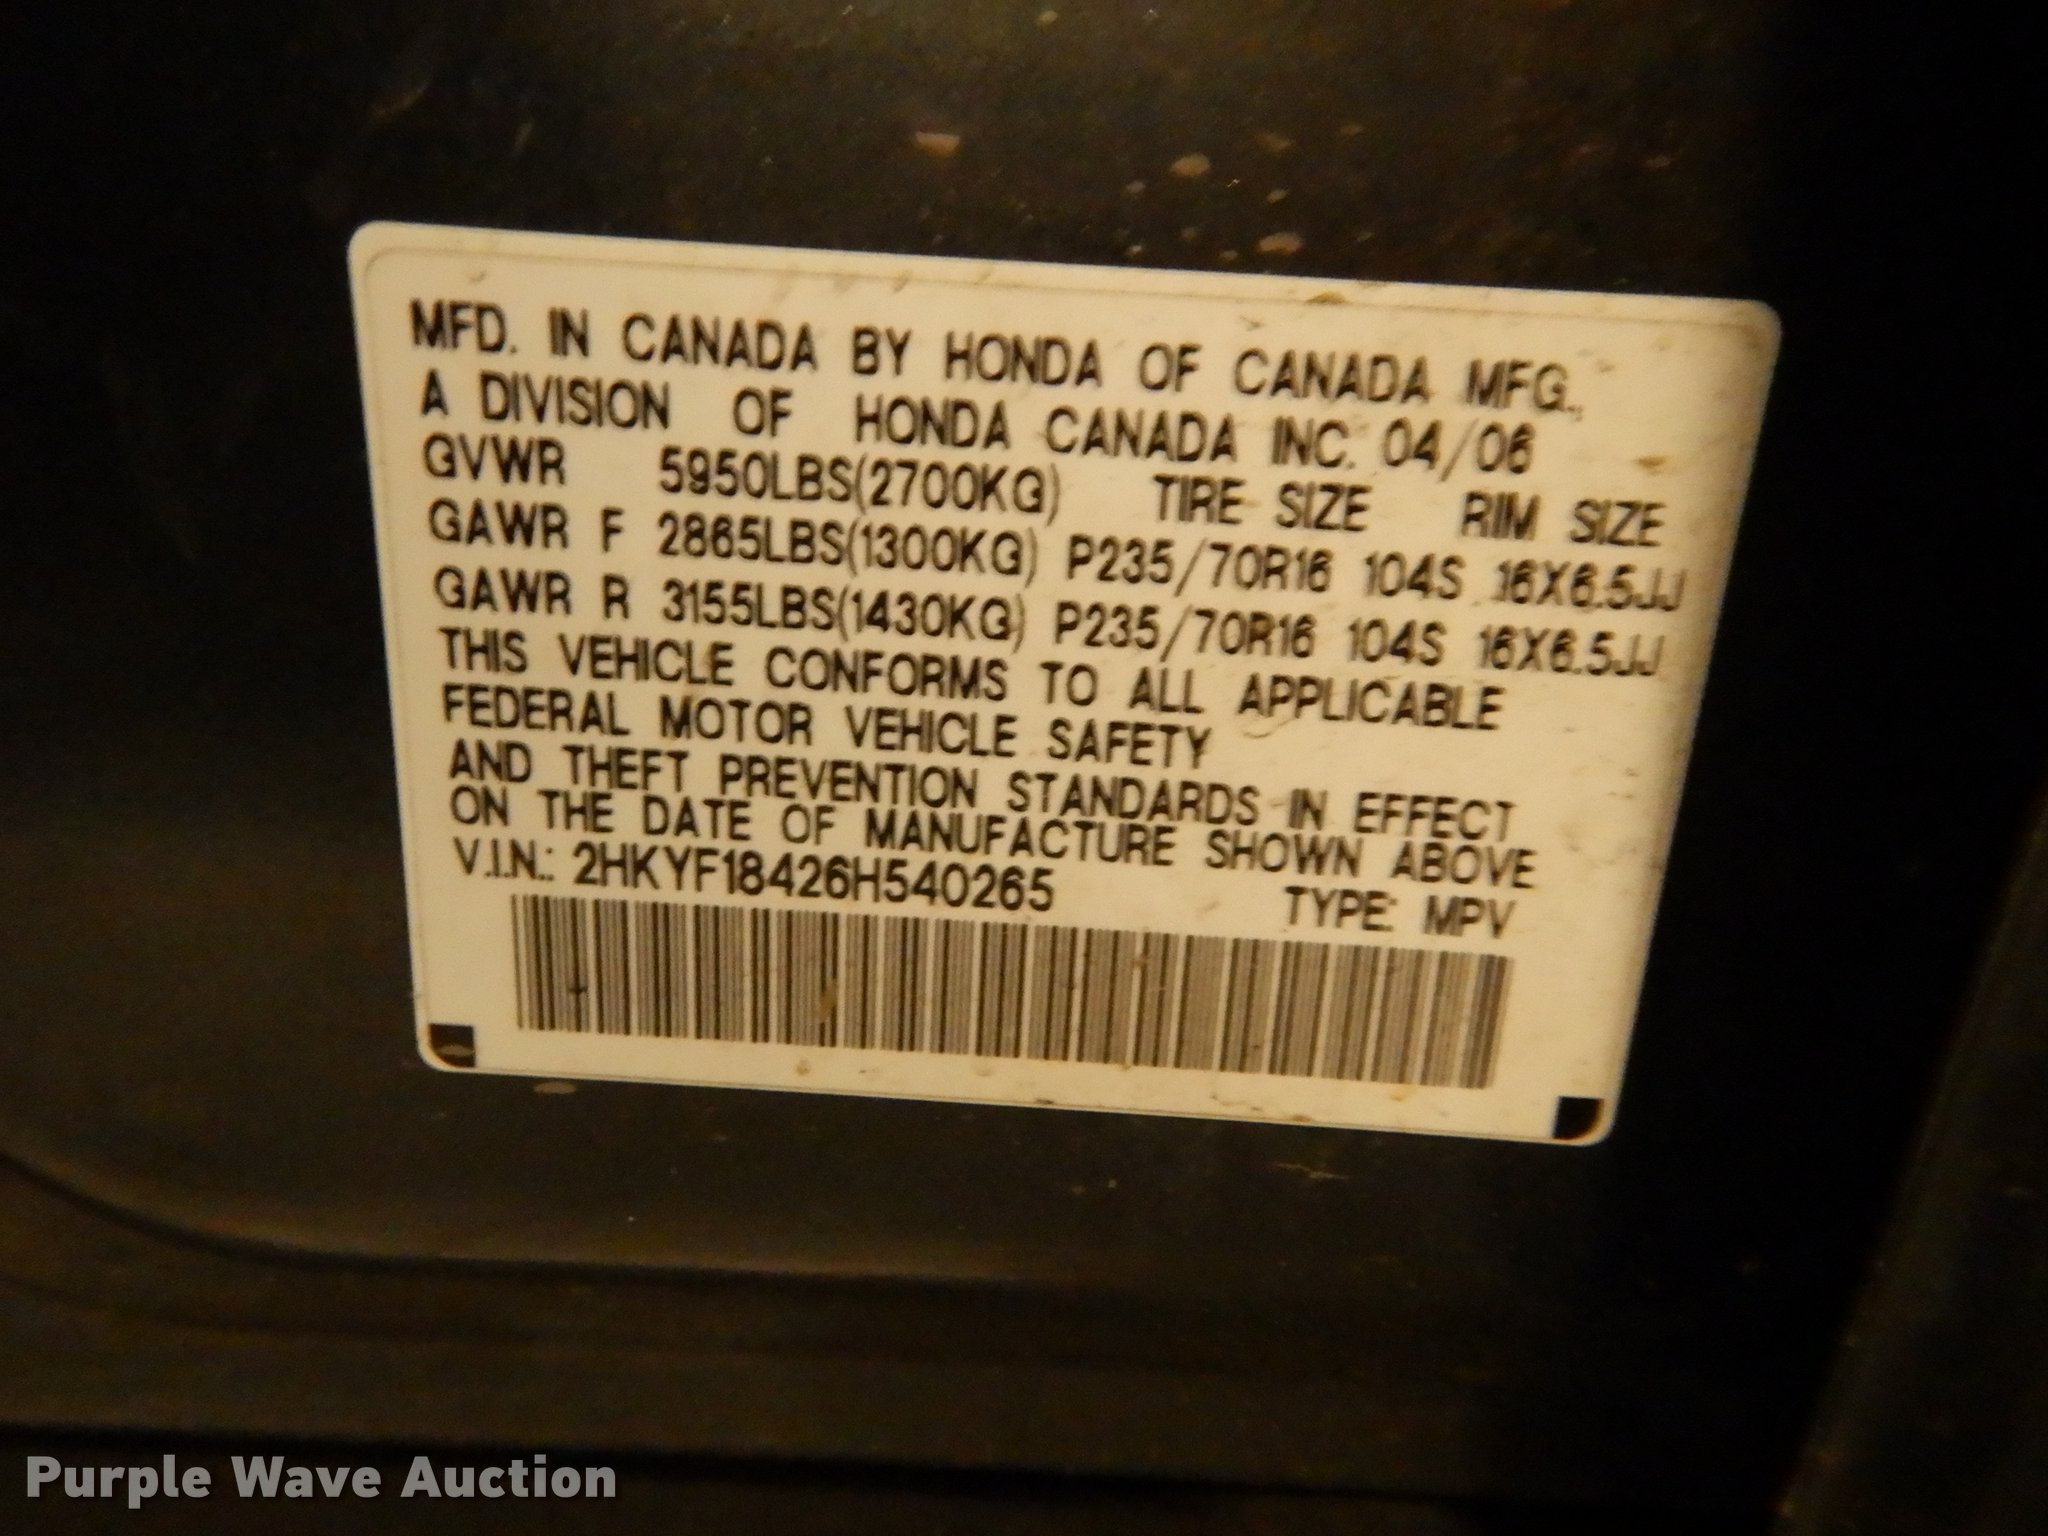 MFD. IN CANADA BY HONDA OF CANADA MFG.,
A DIVISION OF HONDA CANADA INC. 04/06
GVWR 5950LBS(2700KG) TIRE SIZE RIM SIZE
GAWR F 2865LBS(1300KG) P235/70R16 104S 16X6.5JJ
GAWR R 3155LBS(1430KG) P235/70R16 104S 16X6.5JJ
THIS VEHICLE CONFORMS TO ALL APPLICABLE
FEDERAL MOTOR VEHICLE SAFETY
AND THEFT PREVENTION STANDARDS IN EFFECT
ON THE DATE OF MANUFACTURE SHOWN ABOVE
V.I.N.: 2HKYF18426H540265 TYPE: MPV
Purple Wave Auction